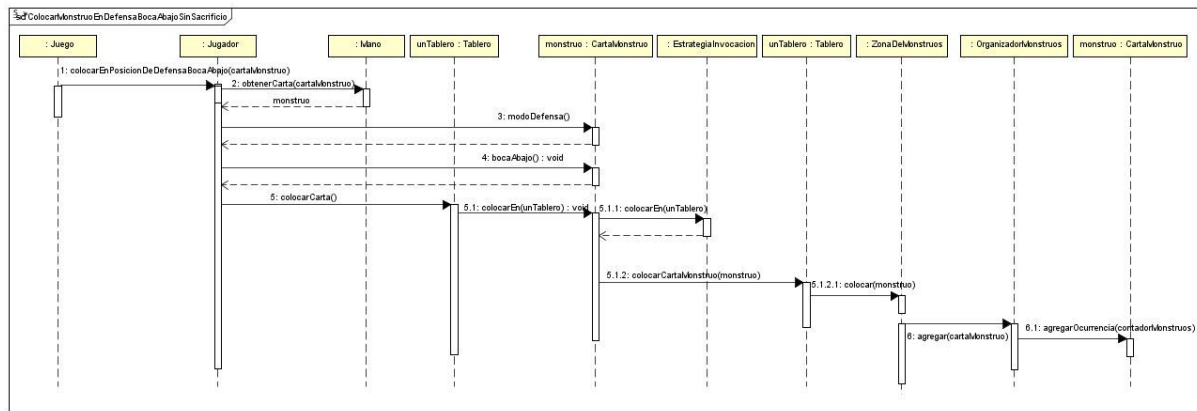 sd ColocarMonstruoEnDefensaBocaAbajoSinSacrificio
: Juego
: Jugador
: Mano
unTablero : Tablero
monstruo : CartaMonstruo
: EstrategiaInvocacion
unTablero : Tablero
: ZonaDeMonstruos
: OrganizadorMonstruos
monstruo : CartaMonstruo
1: colocarEnPosicionDeDefensaBocaAbajo(cartaMonstruo)
2: obtenerCarta(cartaMonstruo)
monstruo
3: modoDefensa()
4: bocaAbajo() : void
5: colocarCarta()
5.1: colocarEn(unTablero) : void
5.1.1: colocarEn(unTablero)
5.1.2: colocarCartaMonstruo(monstruo)
5.1.2.1: colocar(monstruo)
6: agregar(cartaMonstruo)
6.1: agregarOcurrencia(contadorMonstruos)